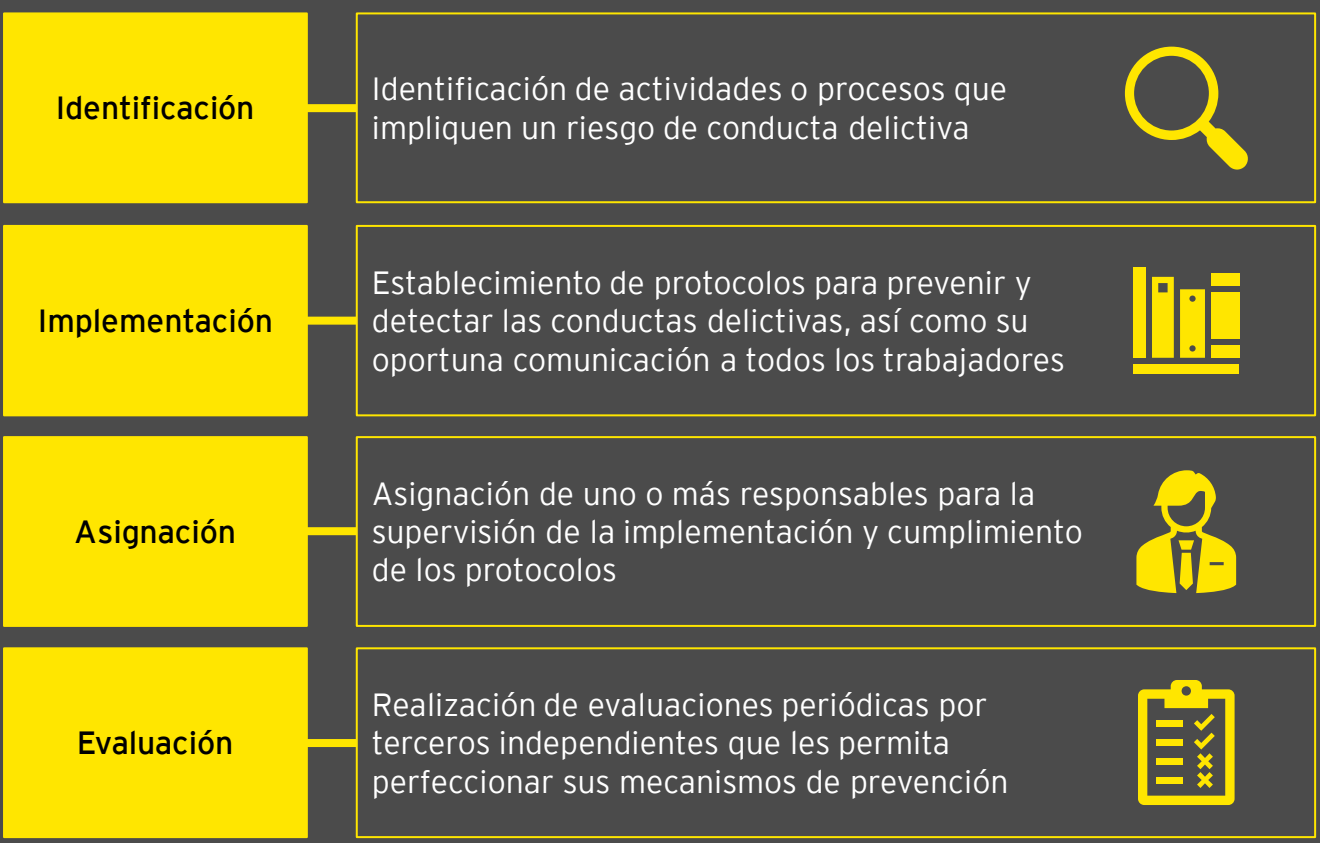 Identificación
Identificación de actividades o procesos que
impliquen un riesgo de conducta delictiva
Implementación
Establecimiento de protocolos para prevenir y
detectar las conductas delictivas, así como su
oportuna comunicación a todos los trabajadores
Asignación
Asignación de uno o más responsables para la
supervisión de la implementación y cumplimiento
de los protocolos
Evaluación
Realización de evaluaciones periódicas por
terceros independientes que les permita
perfeccionar sus mecanismos de prevención